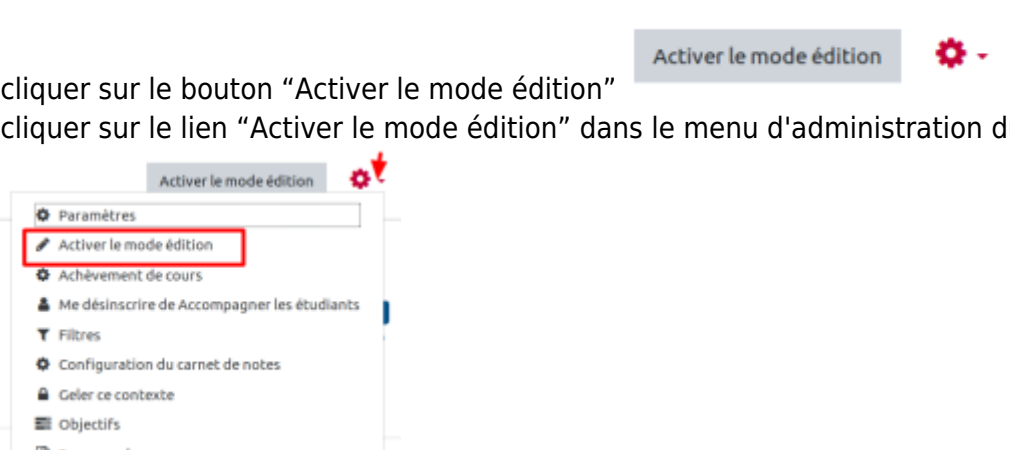 Activer le mode édition
cliquer sur le bouton “Activer le mode édition”
cliquer sur le lien “Activer le mode édition” dans le menu d'administration d
Activer le mode édition
Paramètres
Activer le mode édition
Achèvement de cours
Me désinscrire de Accompagner les étudiants
Filtres
Configuration du carnet de notes
Geler ce contexte
Objectifs